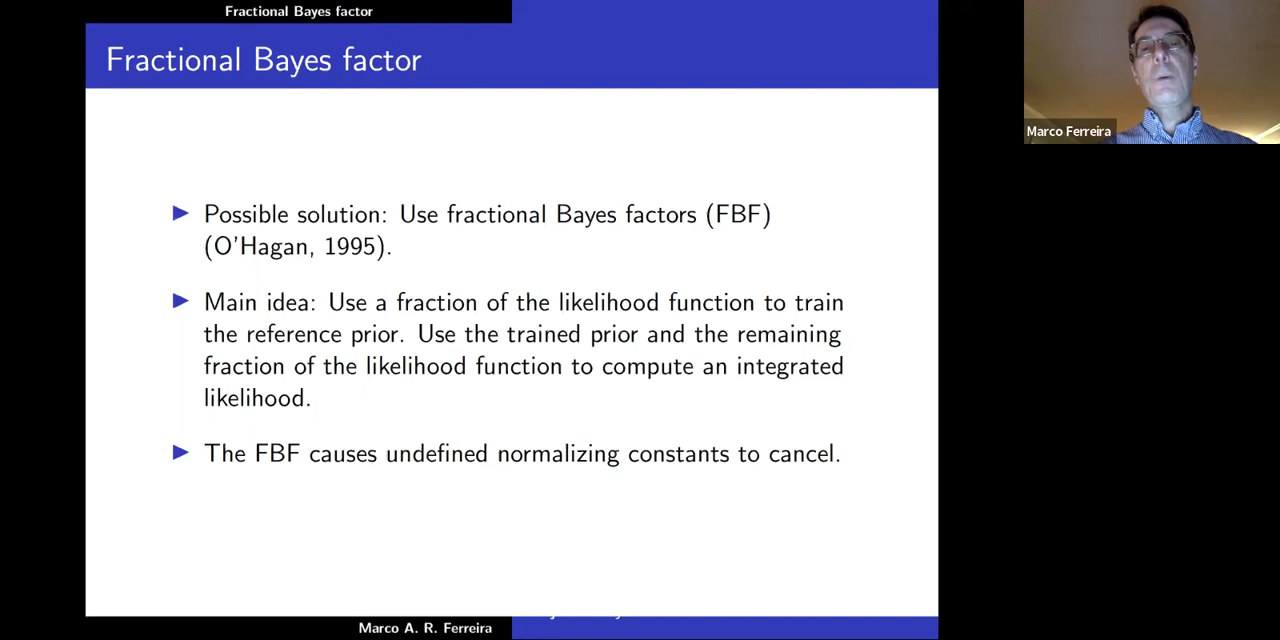 Fractional Bayes factor
Fractional Bayes factor
▶ Possible solution: Use fractional Bayes factors (FBF)
(O'Hagan, 1995).
▶ Main idea: Use a fraction of the likelihood function to train
the reference prior. Use the trained prior and the remaining
fraction of the likelihood function to compute an integrated
likelihood.
▶ The FBF causes undefined normalizing constants to cancel.
Marco A. R. Ferreira
Marco Ferreira